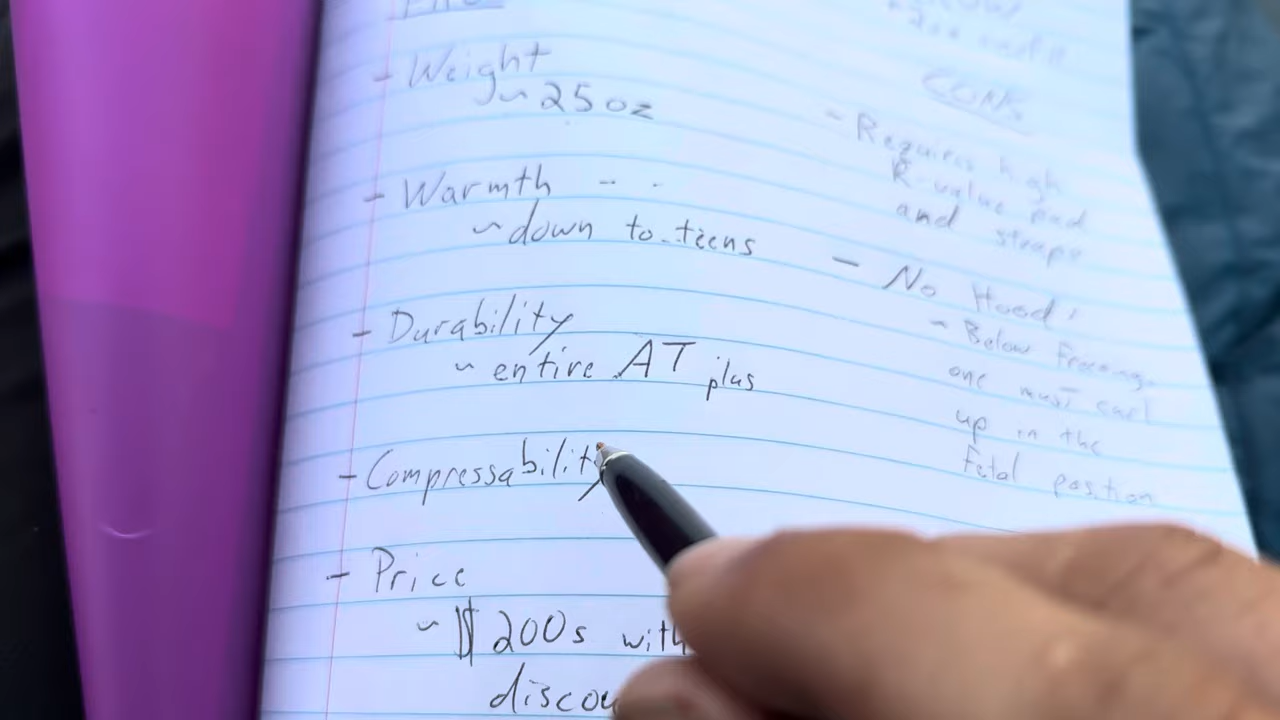 - Weight
~ 25oz
- Warmth - -
~ down to teens
- Durability
~ entire AT plus
- Compressability
- Price
~ $200s with
discou
CONs
- Requires high
R-value pad
and straps
- No Hood
~ Below Freezing
one must curl
up in the
fetal position